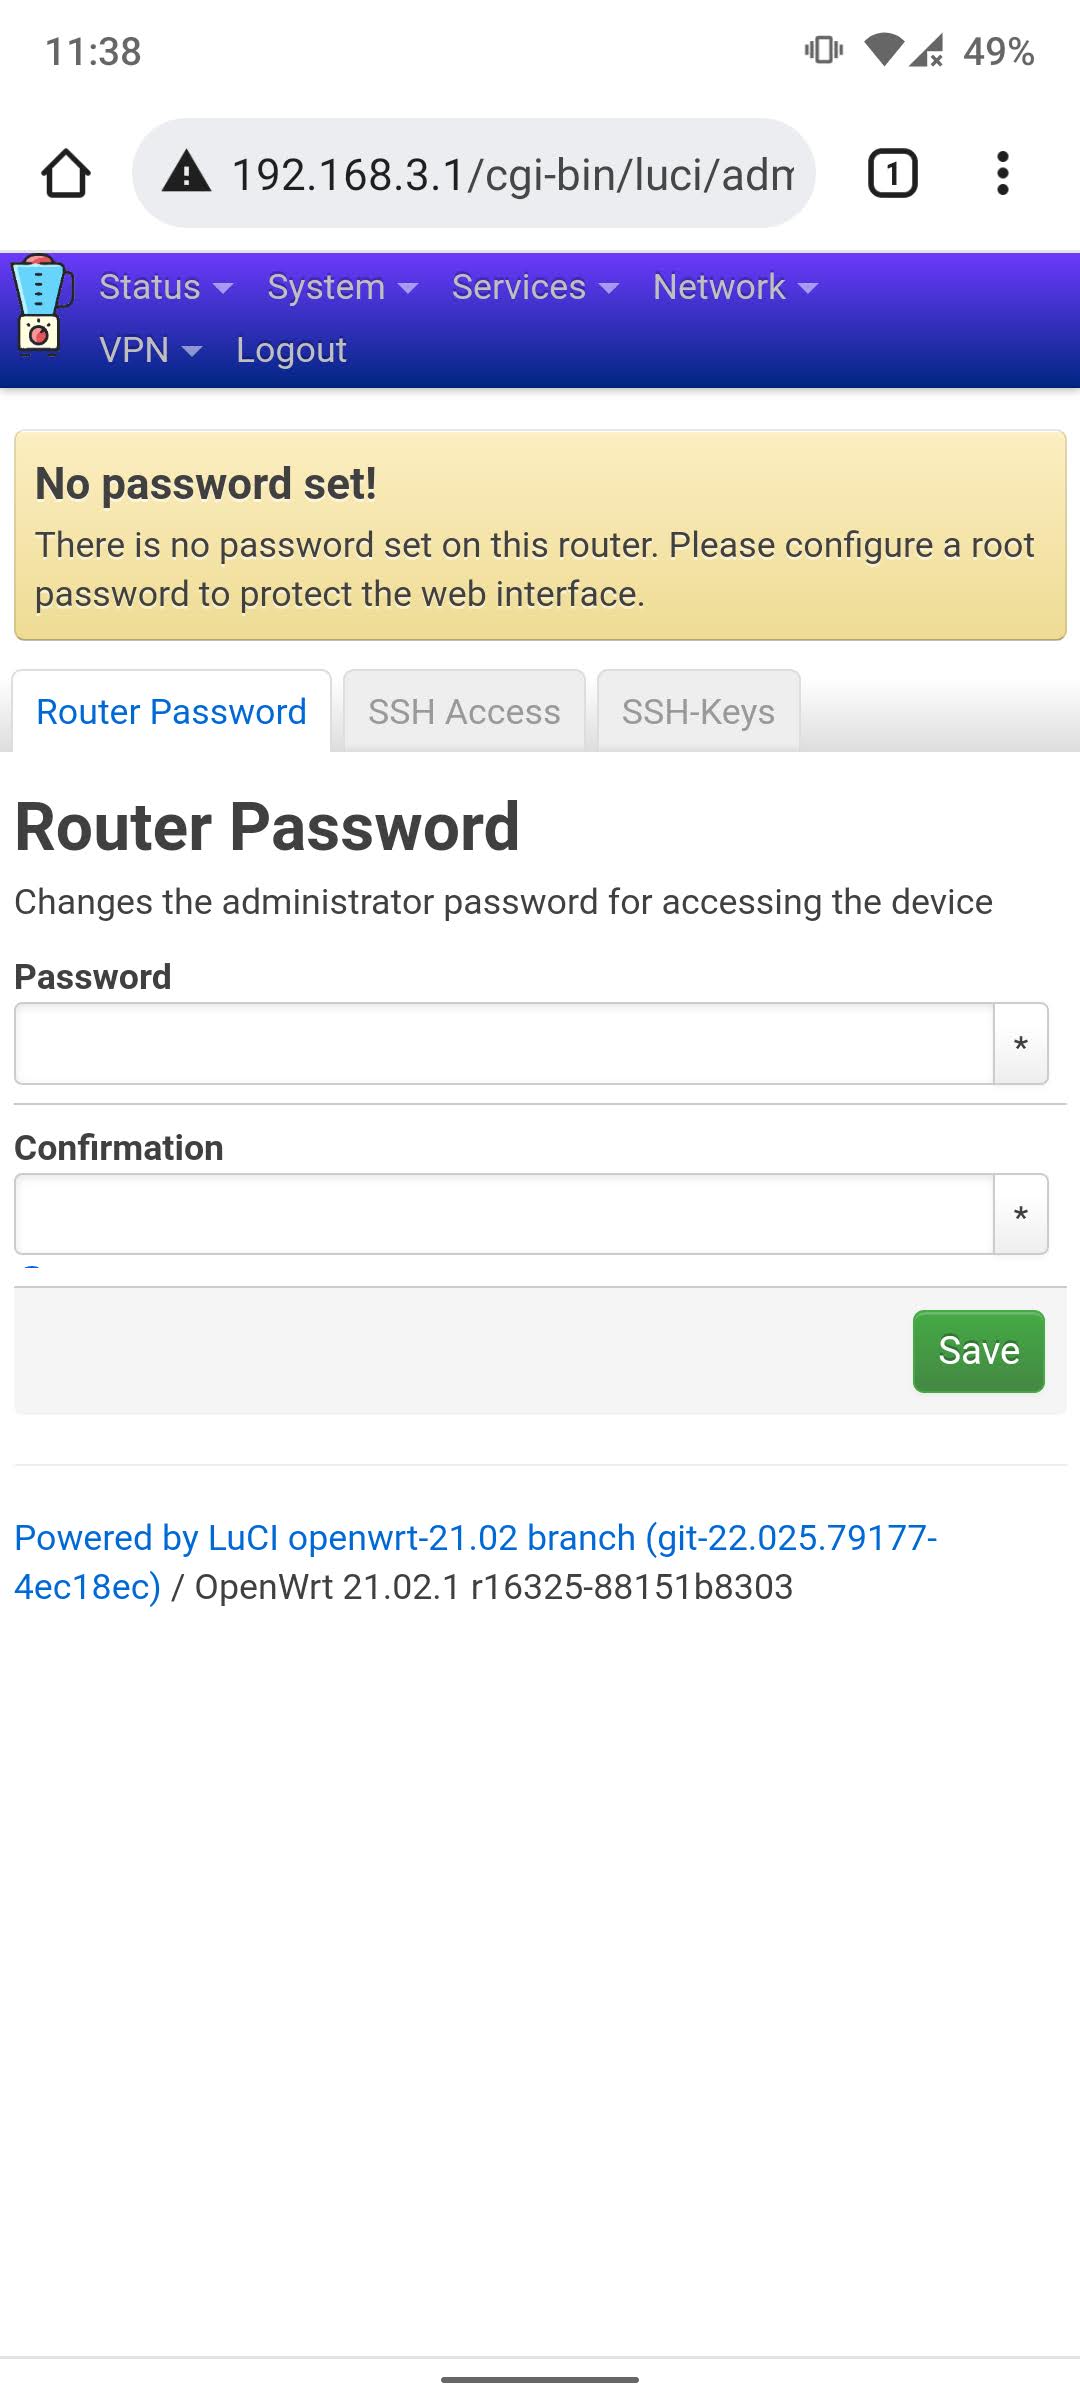 11:38
49%
192.168.3.1/cgi-bin/luci/adm
1
Status System Services Network
VPN Logout
No password set!
There is no password set on this router. Please configure a root
password to protect the web interface.
Router Password SSH Access SSH-Keys
Router Password
Changes the administrator password for accessing the device
Password
*
Confirmation
*
Save
Powered by LuCI openwrt-21.02 branch (git-22.025.79177-
4ec18ec) / OpenWrt 21.02.1 r16325-88151b8303